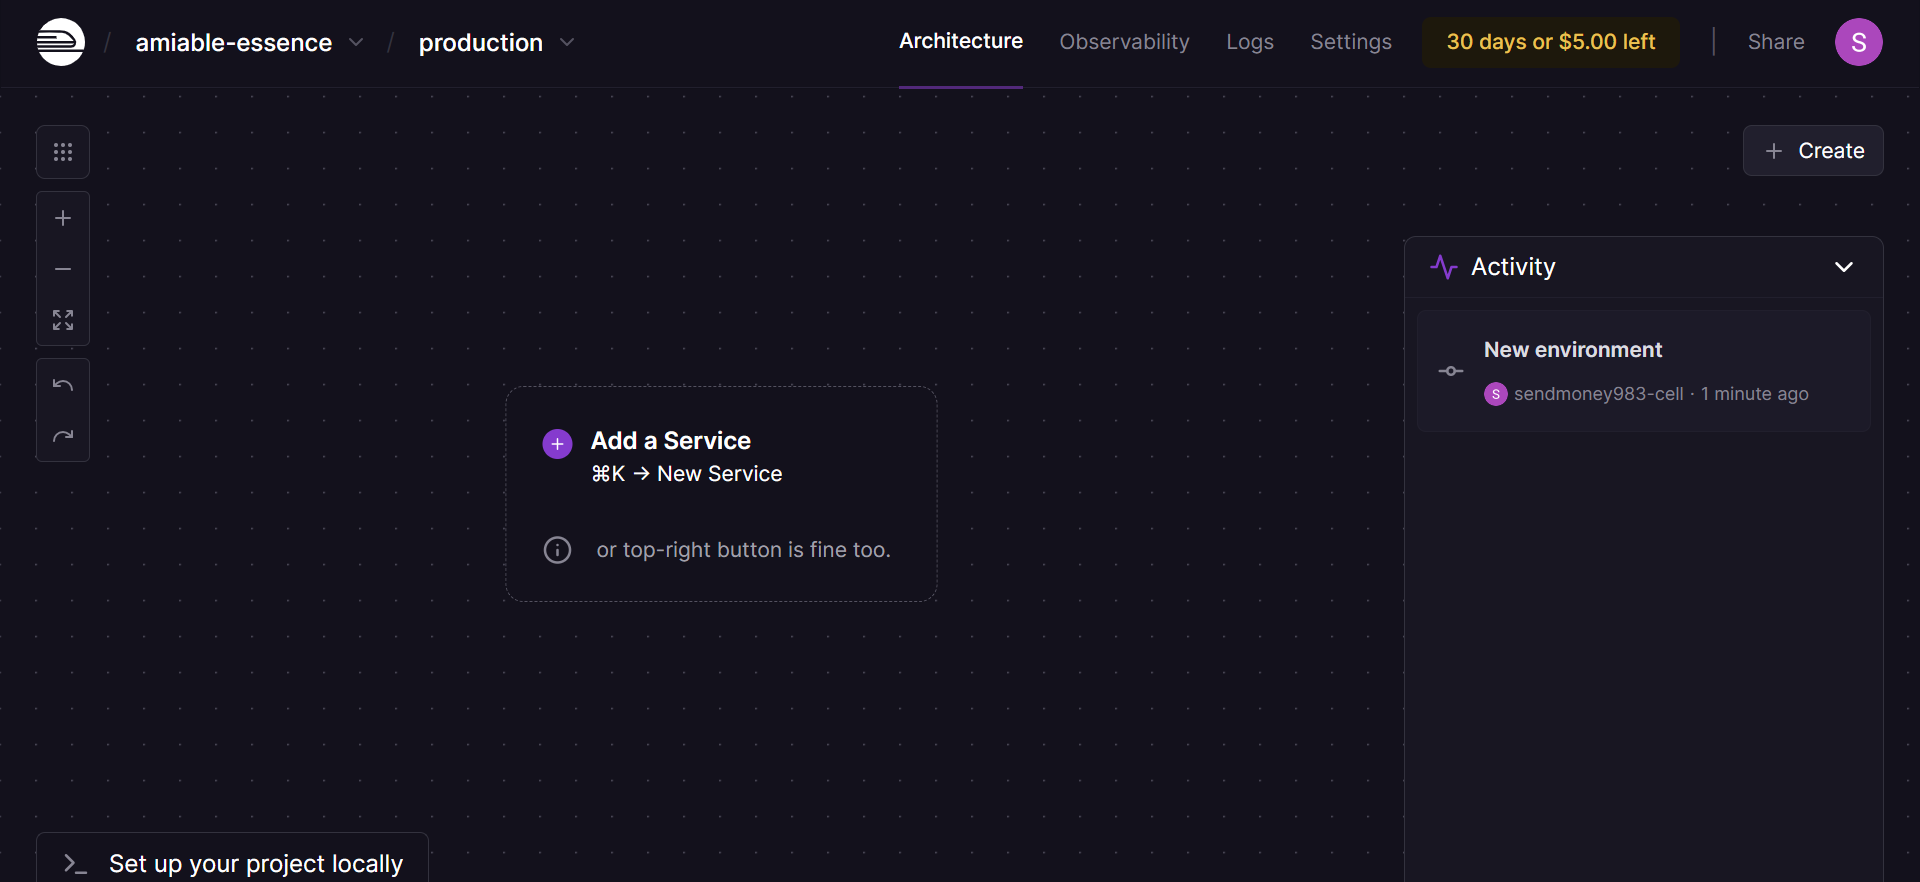 / amiable-essence / production
Architecture Observability Logs Settings 30 days or $5.00 left | Share S
+ Create
Activity
New environment
S sendmoney983-cell · 1 minute ago
Add a Service
⌘K → New Service
or top-right button is fine too.
>_ Set up your project locally